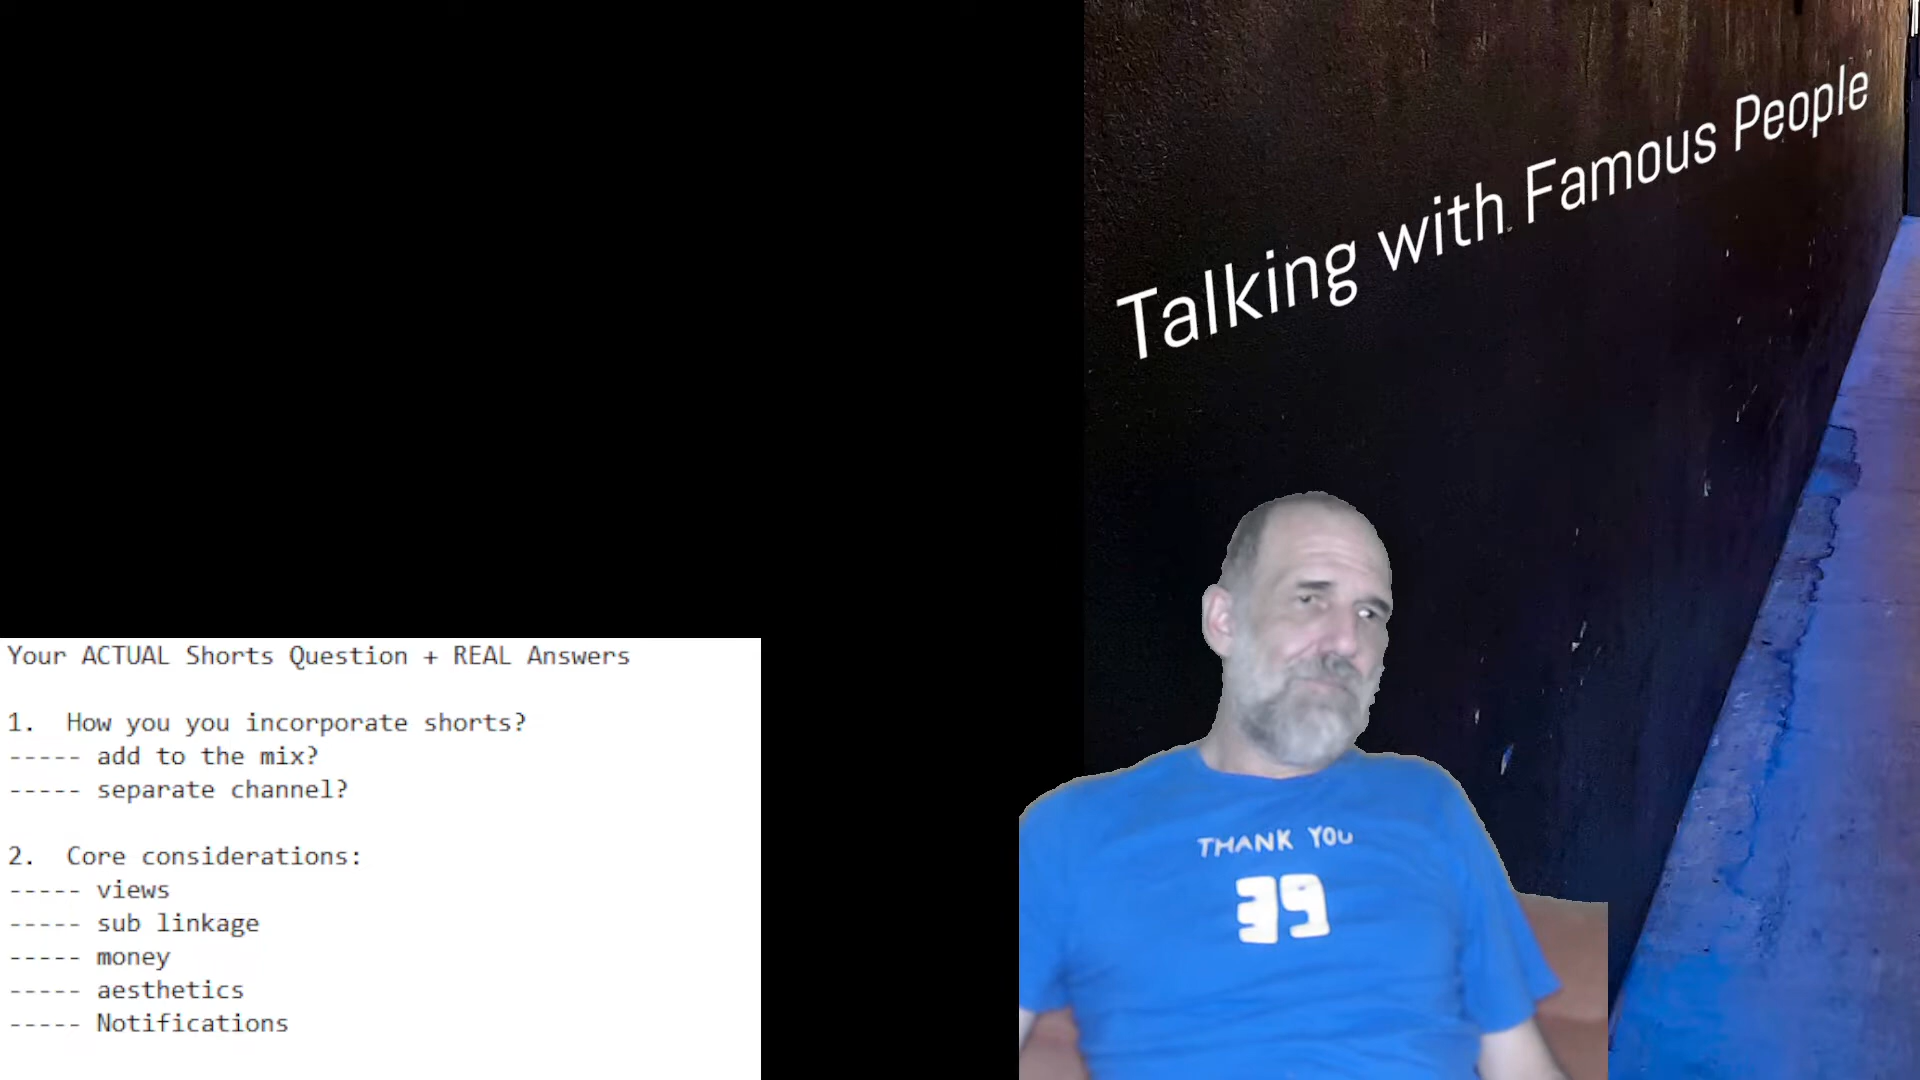 Talking with Famous People
Your ACTUAL Shorts Question + REAL Answers
1. How you you incorporate shorts?
----- add to the mix?
----- separate channel?
2. Core considerations:
----- views
----- sub linkage
----- money
----- aesthetics
----- Notifications
THANK YOU
39